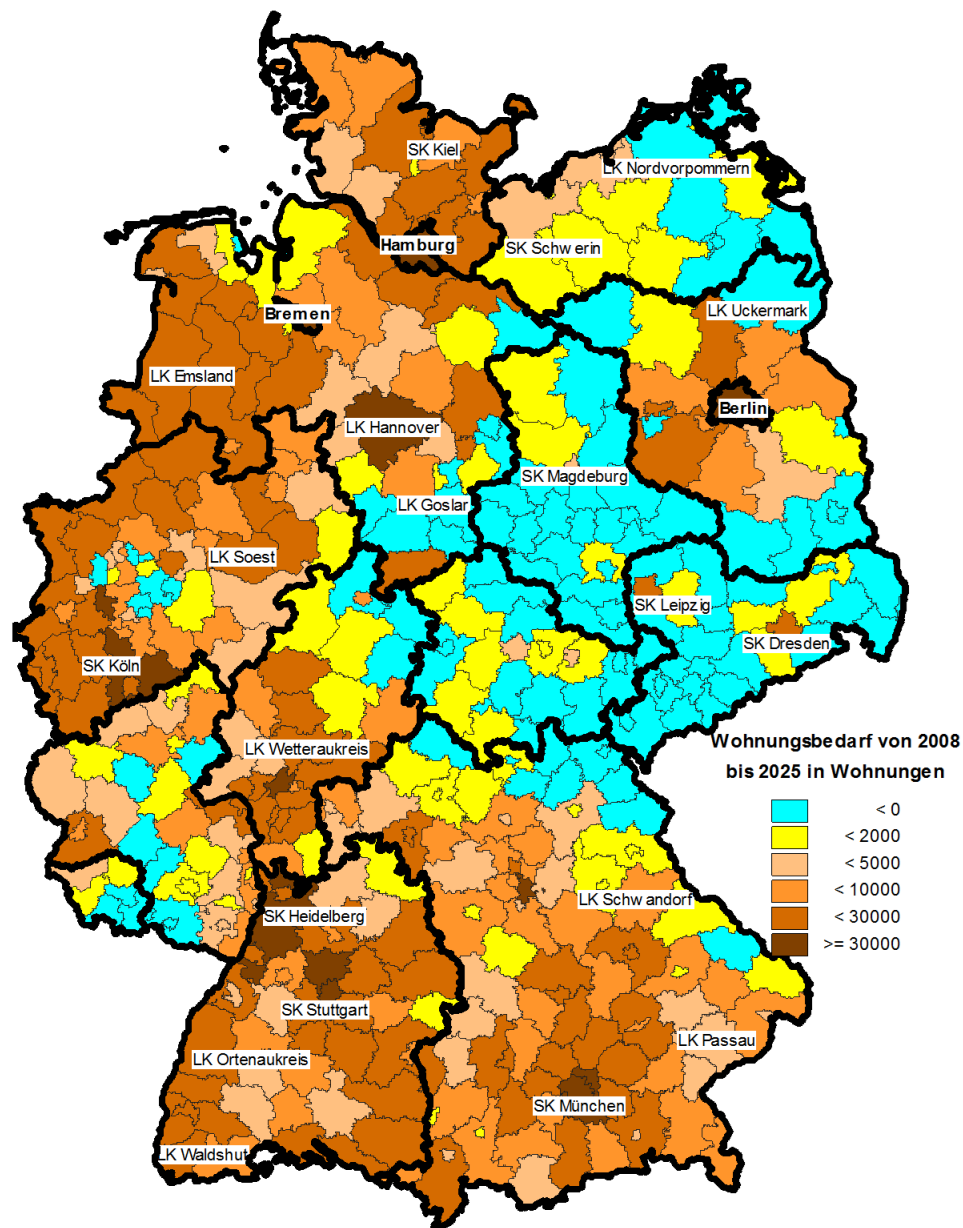 SK Kiel
LK Nordvorpommern
Hamburg
SK Schwerin
LK Uckermark
Bremen
LK Emsland
Berlin
LK Hannover
SK Magdeburg
LK Goslar
LK Soest
SK Leipzig
SK Dresden
SK Köln
LK Wetteraukreis
Wohnungsbedarf von 2008
bis 2025 in Wohnungen
< 0
< 2000
< 5000
< 10000
< 30000
>= 30000
LK Schwandorf
SK Heidelberg
SK Stuttgart
LK Passau
LK Ortenaukreis
SK München
LK Waldshut